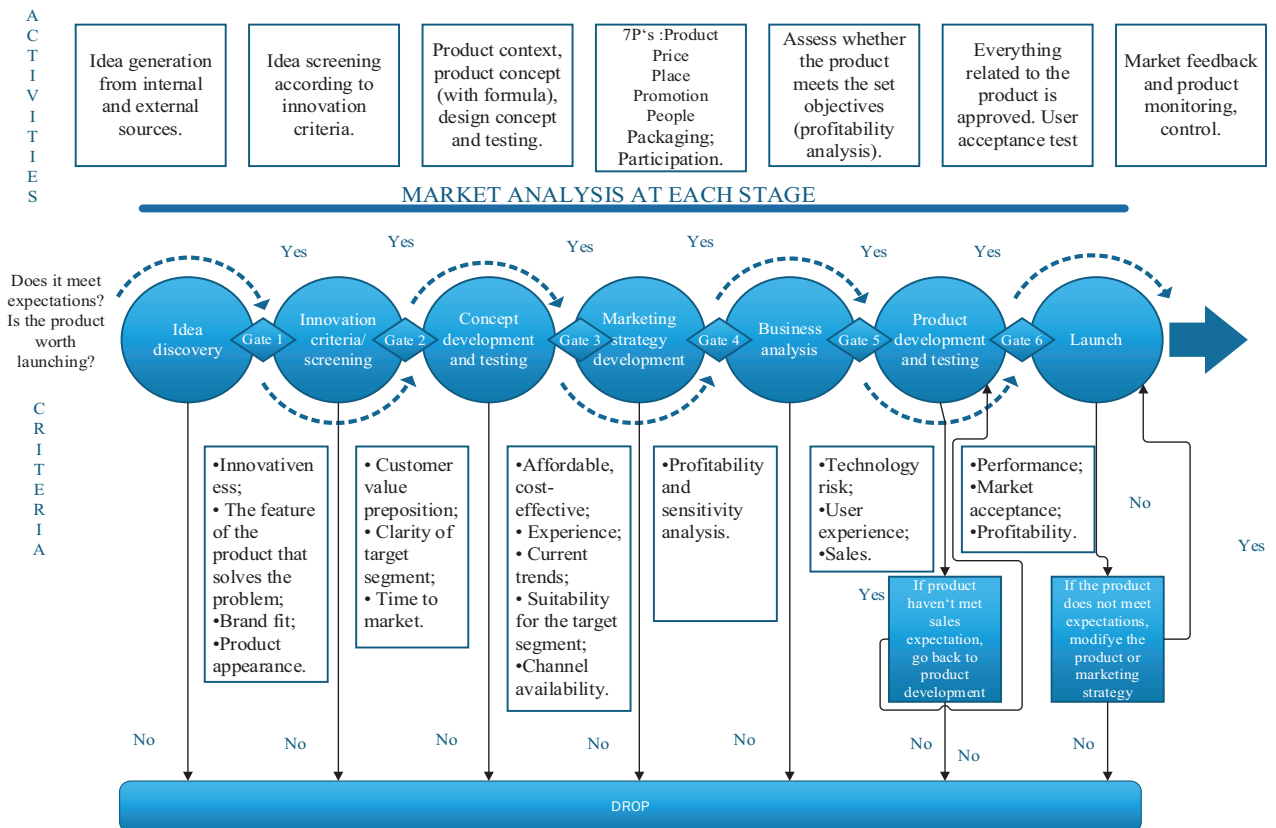 A
C
T
I
V
I
T
I
E
S
Idea generation
from internal
and external
sources.
Idea screening
according to
innovation
criteria.
Product context,
product concept
(with formula),
design concept
and testing.
7P‘s :Product
Price
Place
Promotion
People
Packaging;
Participation.
Assess whether
the product
meets the set
objectives
(profitability
analysis).
Everything
related to the
product is
approved. User
acceptance test
Market feedback
and product
monitoring,
control.
MARKET ANALYSIS AT EACH STAGE
Yes
Yes
Yes
Yes
Yes
Yes
Does it meet
expectations?
Is the product
worth
launching?
Idea
discovery
Gate 1
Innovation
criteria/
screening
Gate 2
Concept
development
and testing
Gate 3
Marketing
strategy
development
Gate 4
Business
analysis
Gate 5
Product
development
and testing
Gate 6
Launch
C
R
I
T
E
R
I
A
•Innovativen
ess;
• The feature
of the
product that
solves the
problem;
•Brand fit;
•Product
appearance.
• Customer
value
preposition;
• Clarity of
target
segment;
• Time to
market.
•Affordable,
cost-
effective;
• Experience;
• Current
trends;
• Suitability
for the target
segment;
•Channel
availability.
•Profitability
and
sensitivity
analysis.
•Technology
risk;
•User
experience;
•Sales.
•Performance;
•Market
acceptance;
•Profitability.
No
Yes
Yes
If product
haven‘t met
sales
expectation,
go back to
product
development
If the product
does not meet
expectations,
modifye the
product or
marketing
strategy
No
No
No
No
No
No
No
No
DROP